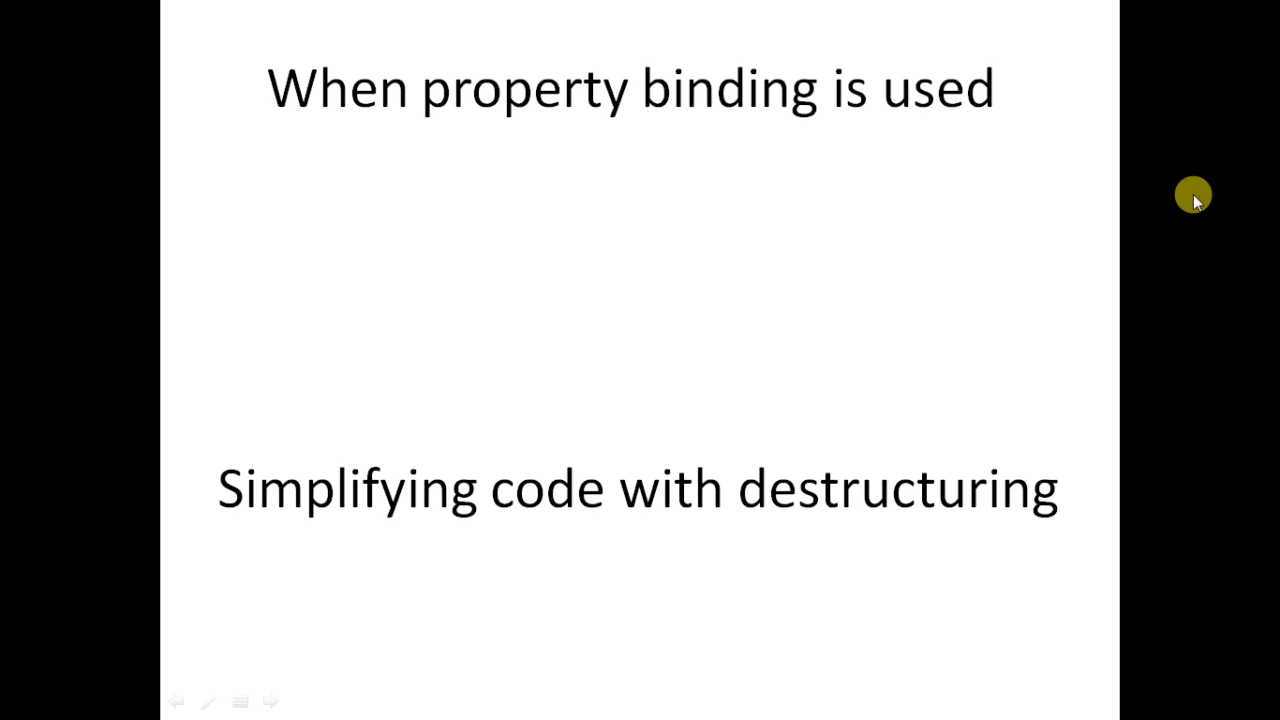 When property binding is used
Simplifying code with destructuring